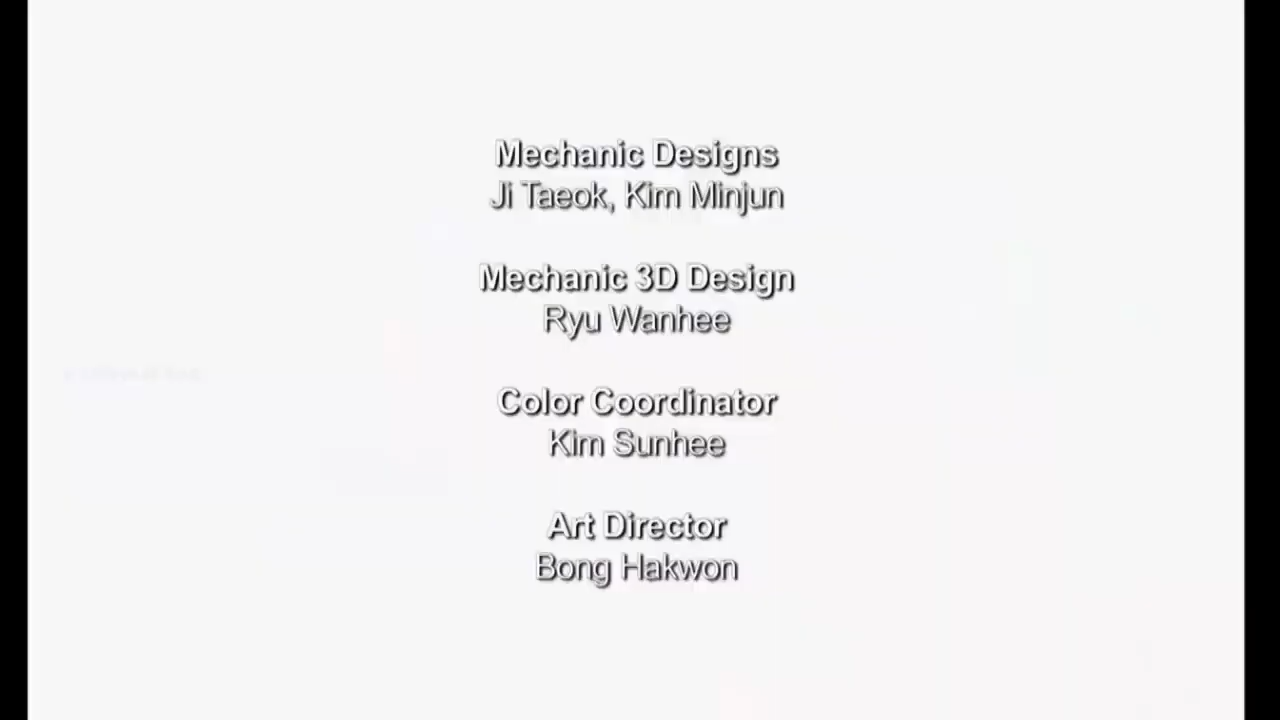 Mechanic Designs
Ji Taeok, Kim Minjun
Mechanic 3D Design
Ryu Wanhee
Color Coordinator
Kim Sunhee
Art Director
Bong Hakwon